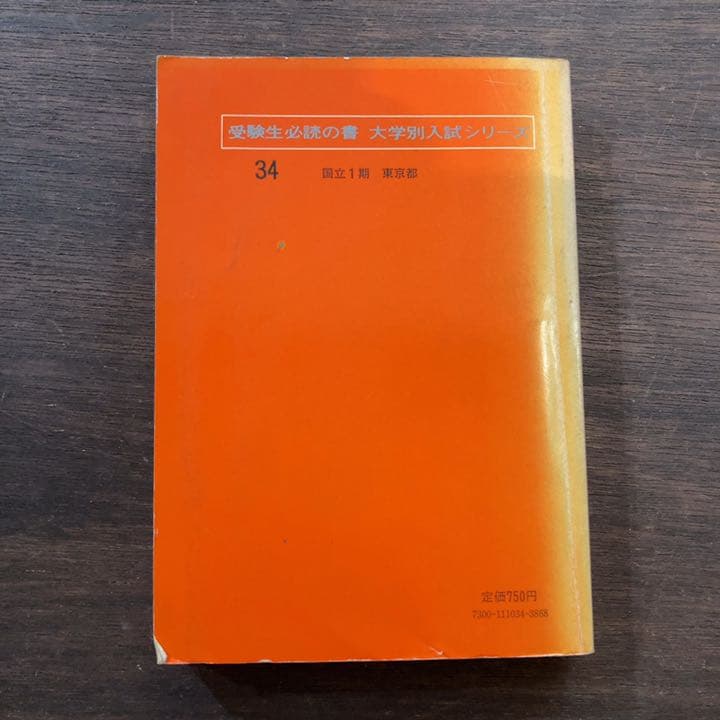 受験生必読の書 大学別入試シリーズ
34 国立1期 東京都
定価750円
7300-111034-3868